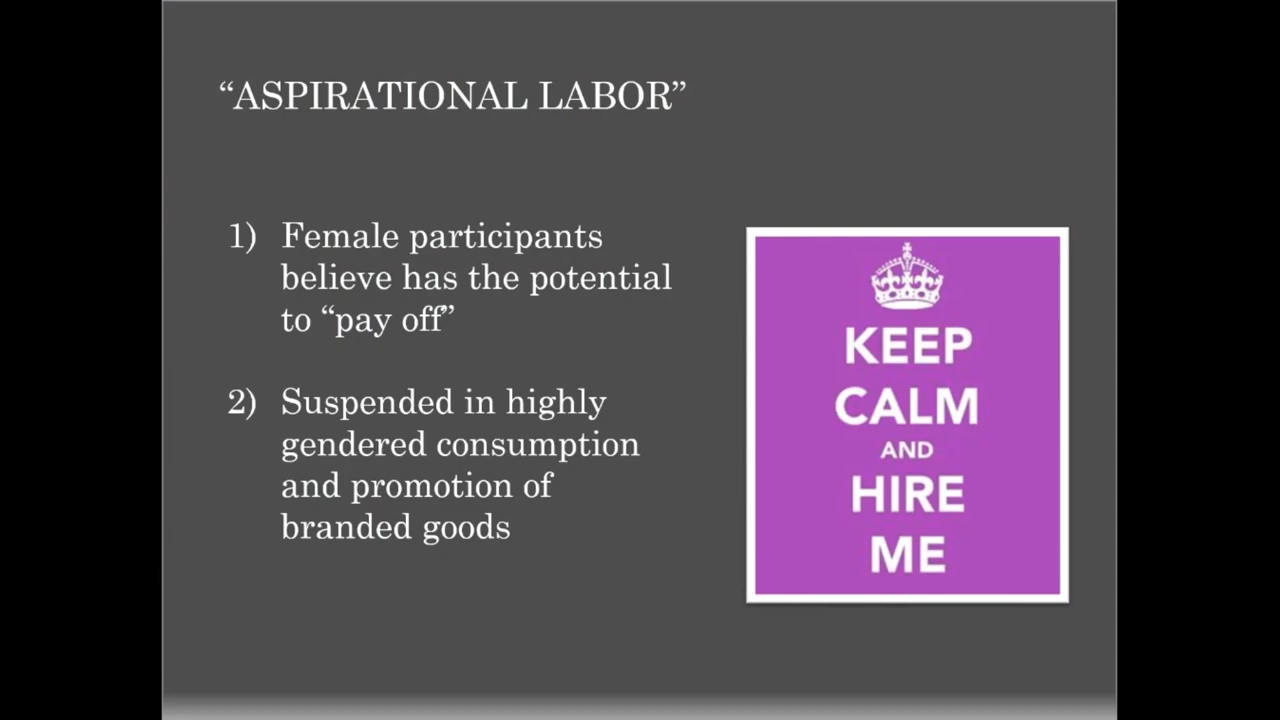 “ASPIRATIONAL LABOR”
1) Female participants
believe has the potential
to “pay off”
2) Suspended in highly
gendered consumption
and promotion of
branded goods
KEEP
CALM
AND
HIRE
ME